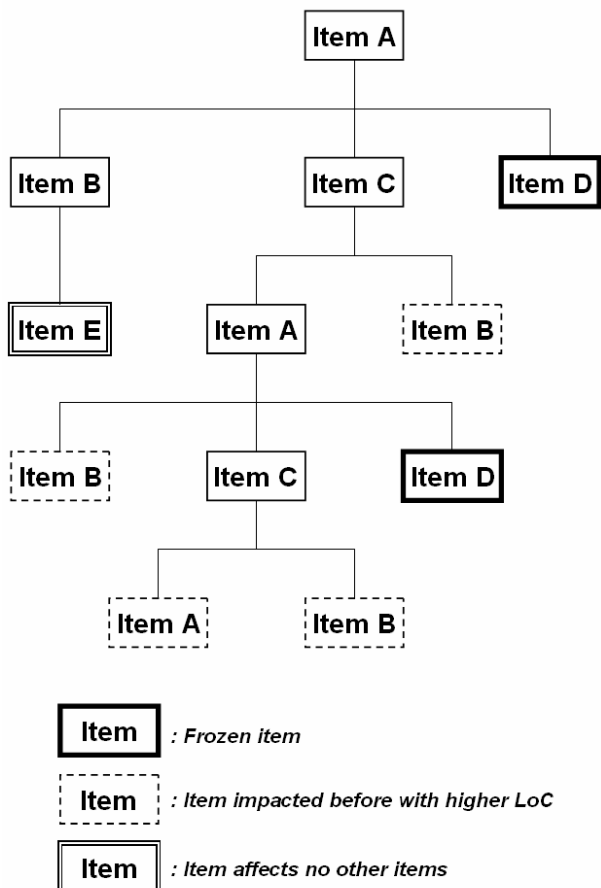 Item A
Item B Item C Item D
Item E Item A Item B
Item B Item C Item D
Item A Item B
Item : Frozen item
Item : Item impacted before with higher LoC
Item : Item affects no other items